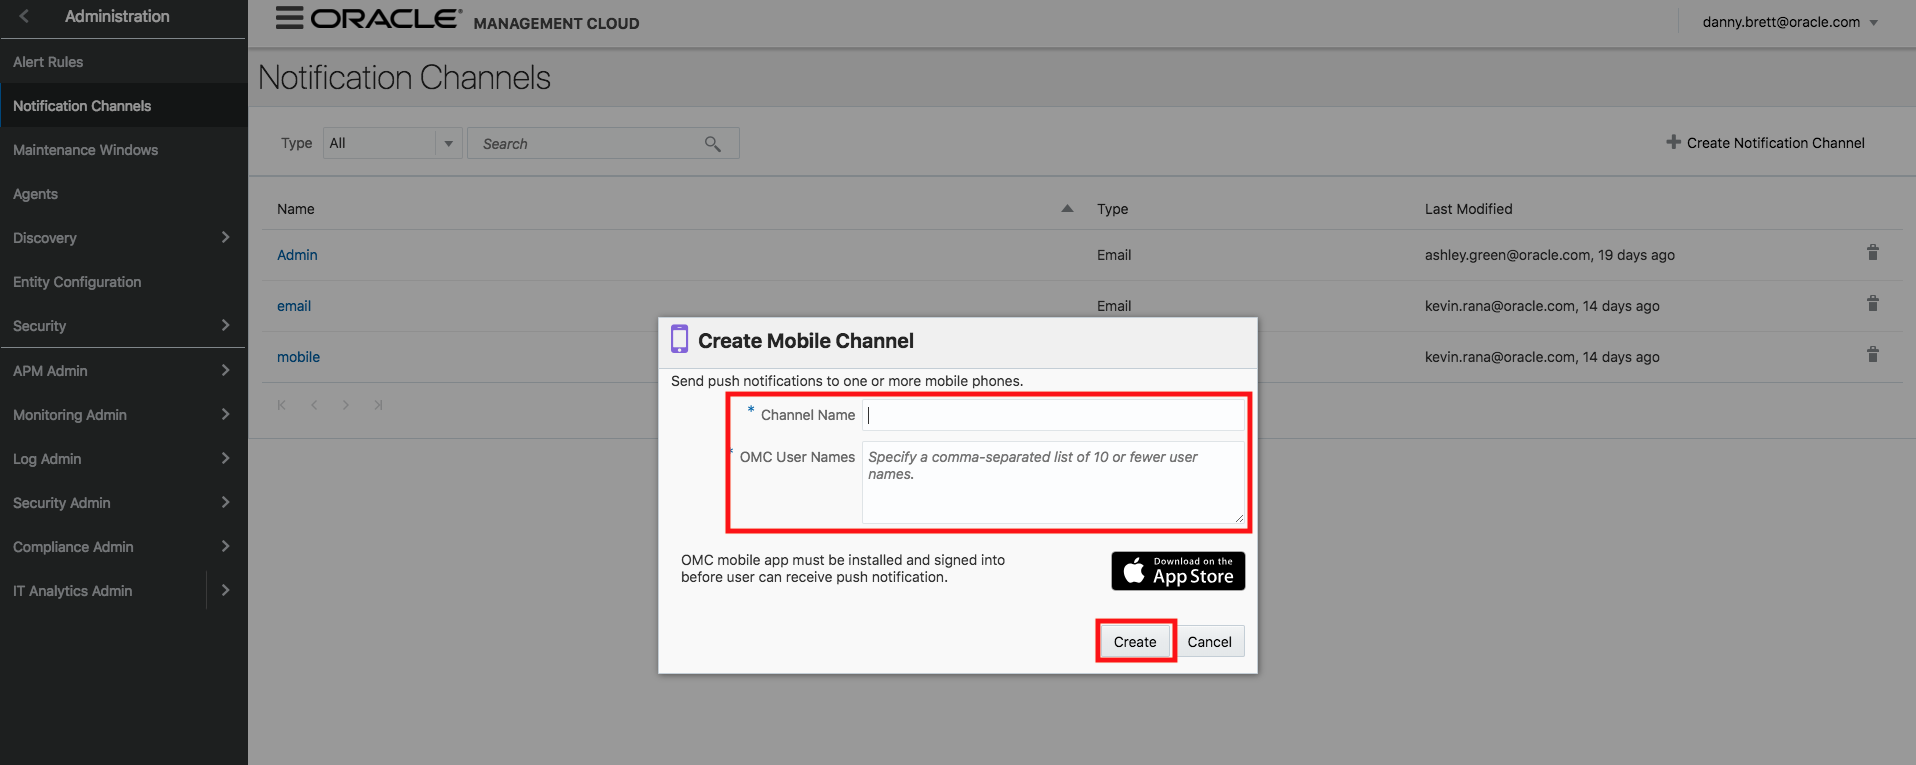 Administration
Alert Rules
Notification Channels
Maintenance Windows
Agents
Discovery
Entity Configuration
Security
APM Admin
Monitoring Admin
Log Admin
Security Admin
Compliance Admin
IT Analytics Admin
ORACLE® MANAGEMENT CLOUD
danny.brett@oracle.com
Notification Channels
Type All Search
Create Notification Channel
Name Type Last Modified
Admin Email ashley.green@oracle.com, 19 days ago
email Email kevin.rana@oracle.com, 14 days ago
mobile kevin.rana@oracle.com, 14 days ago
Create Mobile Channel
Send push notifications to one or more mobile phones.
* Channel Name
* OMC User Names Specify a comma-separated list of 10 or fewer user
names.
OMC mobile app must be installed and signed into
before user can receive push notification.
Download on the
App Store
Create Cancel